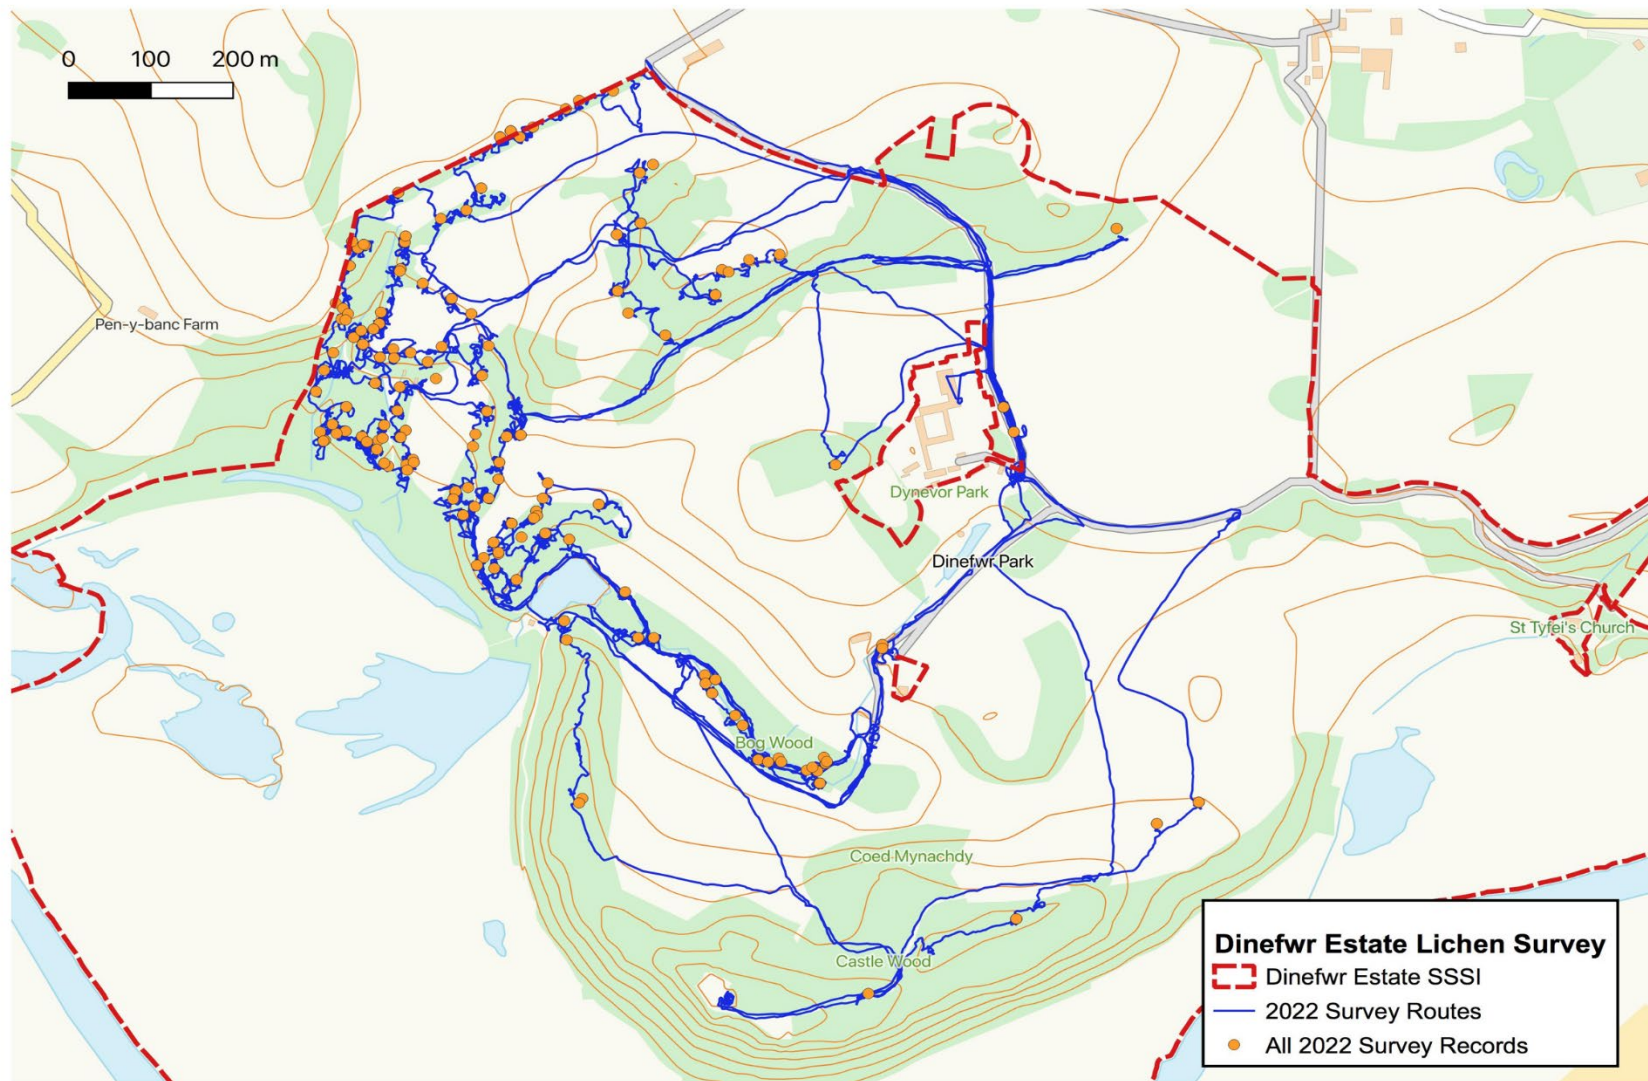 0 100 200 m
Pen-y-banc Farm
Dynevor Park
Dinefwr Park
St Tyfei's Church
Bog Wood
Coed Mynachdy
Castle Wood
Dinefwr Estate Lichen Survey
Dinefwr Estate SSSI
2022 Survey Routes
All 2022 Survey Records